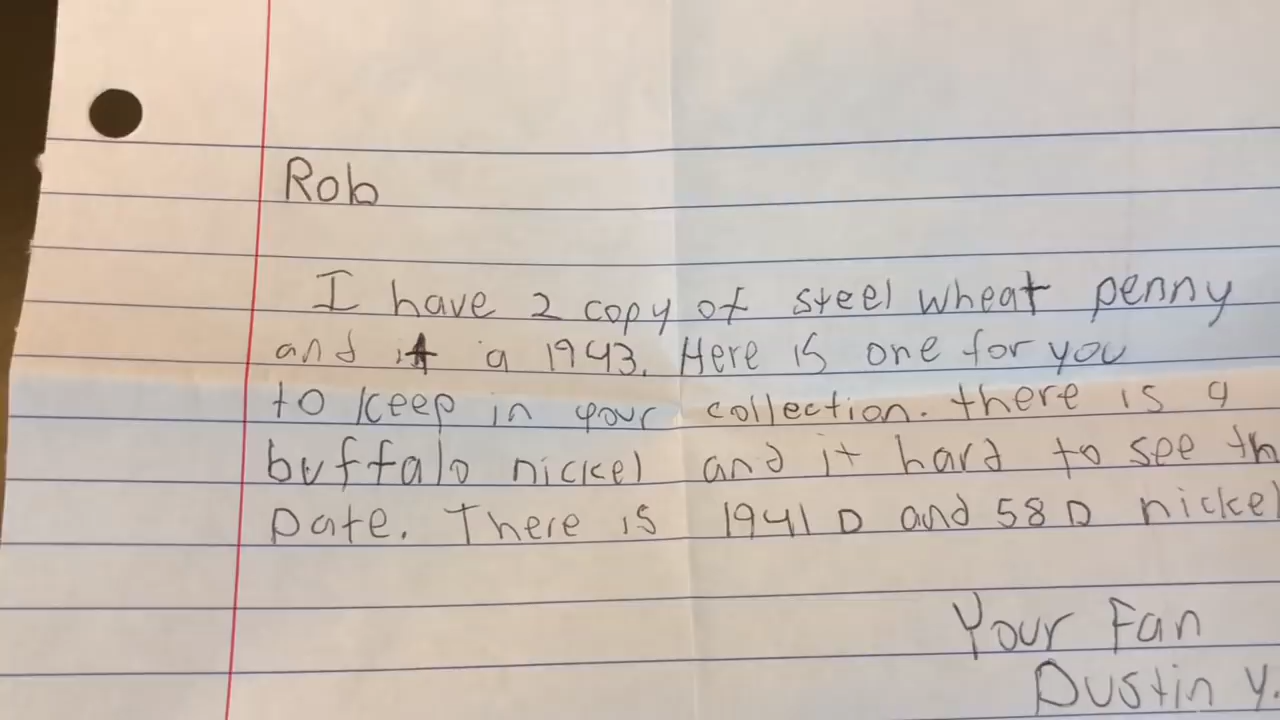 Rob
I have 2 copy of steel wheat penny
and it a 1943. Here is one for you
to keep in your collection. there is a
buffalo nickel and it hard to see th
Date. There is 1941 D and 58 D nickel
Your Fan
Dustin Y.